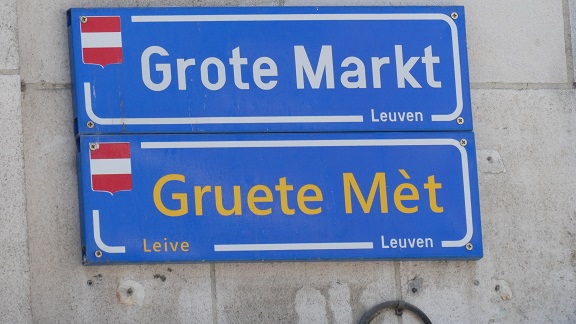 Grote Markt
Leuven
Gruete Mèt
Leive Leuven